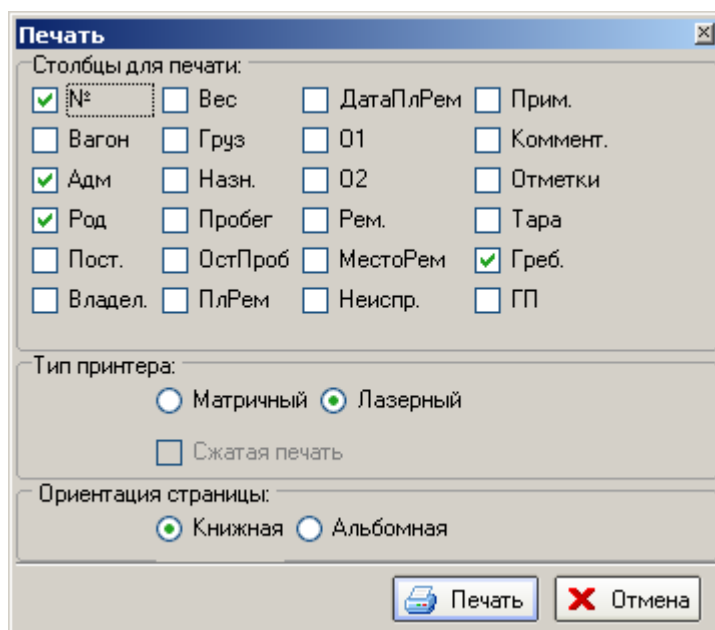 Печать
Столбцы для печати:
№ Вес ДатаПлРем Прим.
Вагон Груз О1 Коммент.
Адм Назн. О2 Отметки
Род Пробег Рем. Тара
Пост. ОстПроб МестоРем Греб.
Владел. ПлРем Неиспр. ГП
Тип принтера:
Матричный Лазерный
Сжатая печать
Ориентация страницы:
Книжная Альбомная
Печать Отмена